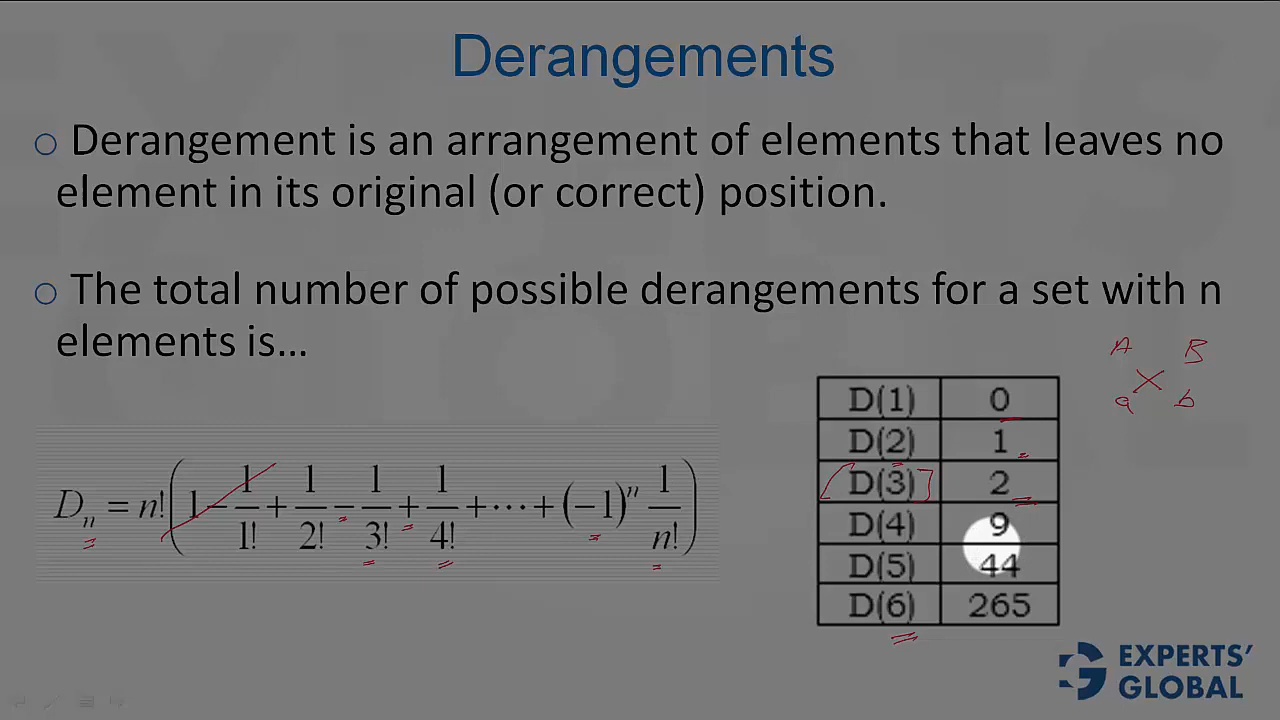 Derangements
○ Derangement is an arrangement of elements that leaves no
element in its original (or correct) position.
○ The total number of possible derangements for a set with n
elements is...
A B
a b
D(1) 0
D(2) 1
D(3) 2
D(4) 9
D(5) 44
D(6) 265
Dₙ = n!(1 − 1/1! + 1/2! − 1/3! + 1/4! + ⋯ + (−1)ⁿ 1/n!)
EXPERTS'
GLOBAL